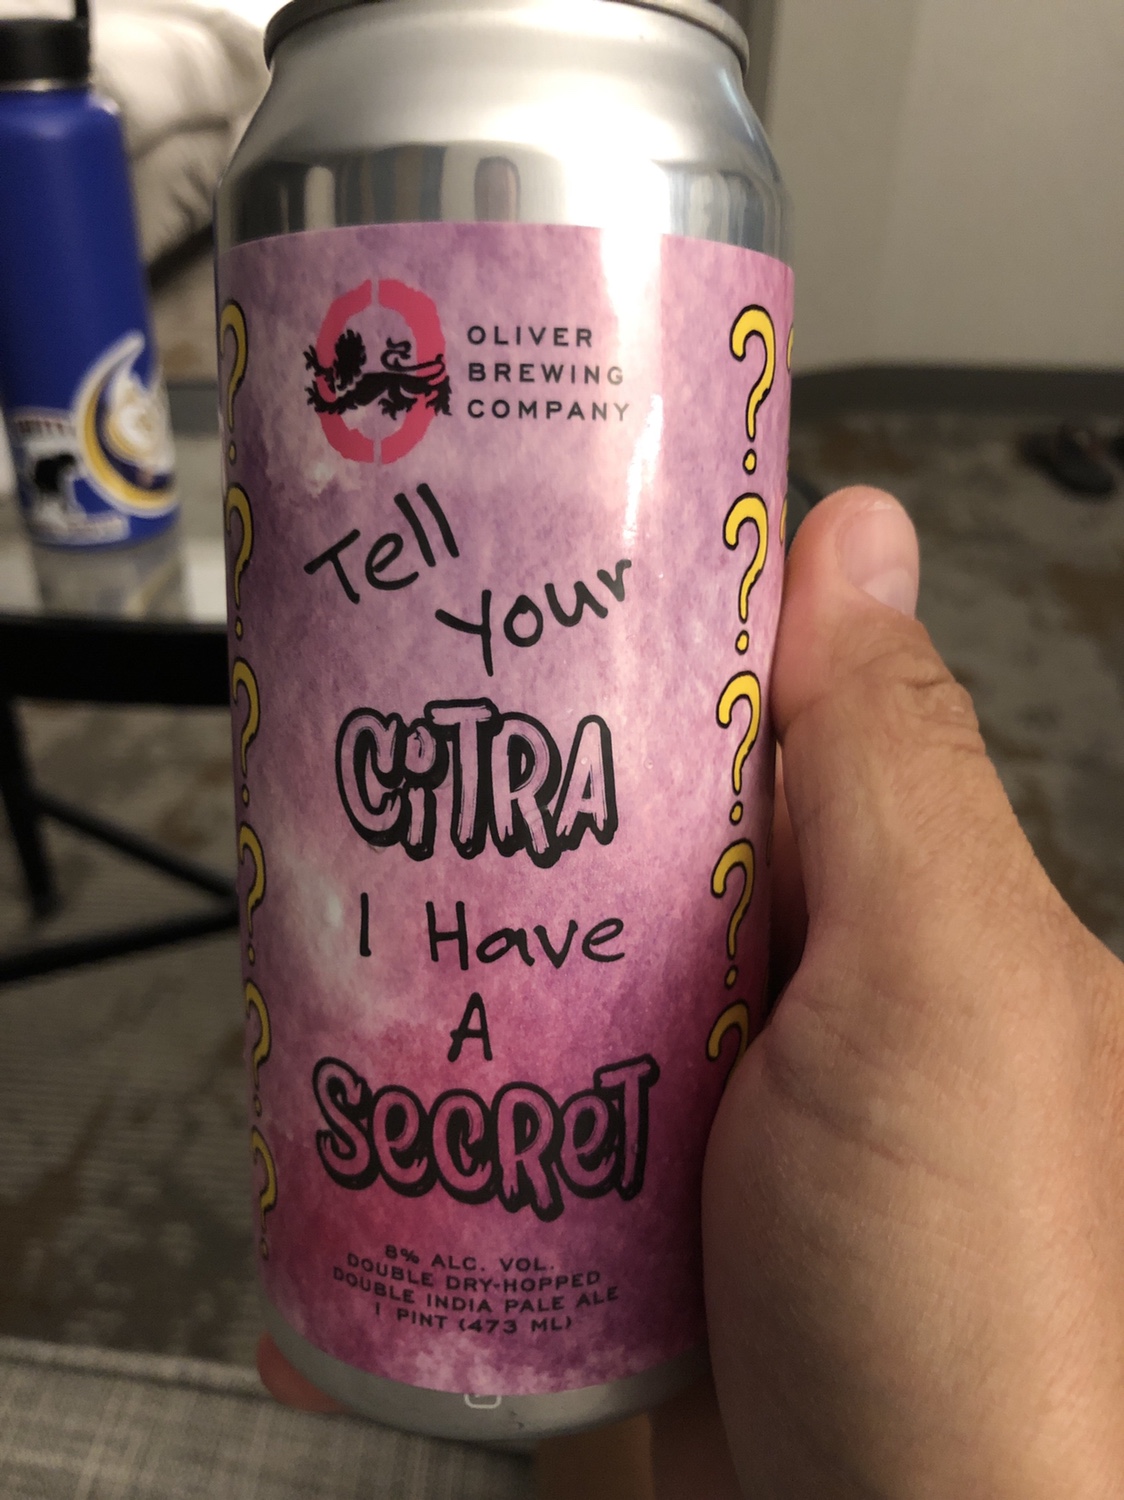 OLIVER
BREWING
COMPANY
Tell
your
CiTRA
I Have
A
SeCReT
8% ALC. VOL.
DOUBLE DRY-HOPPED
DOUBLE INDIA PALE ALE
1 PINT (473 ML)